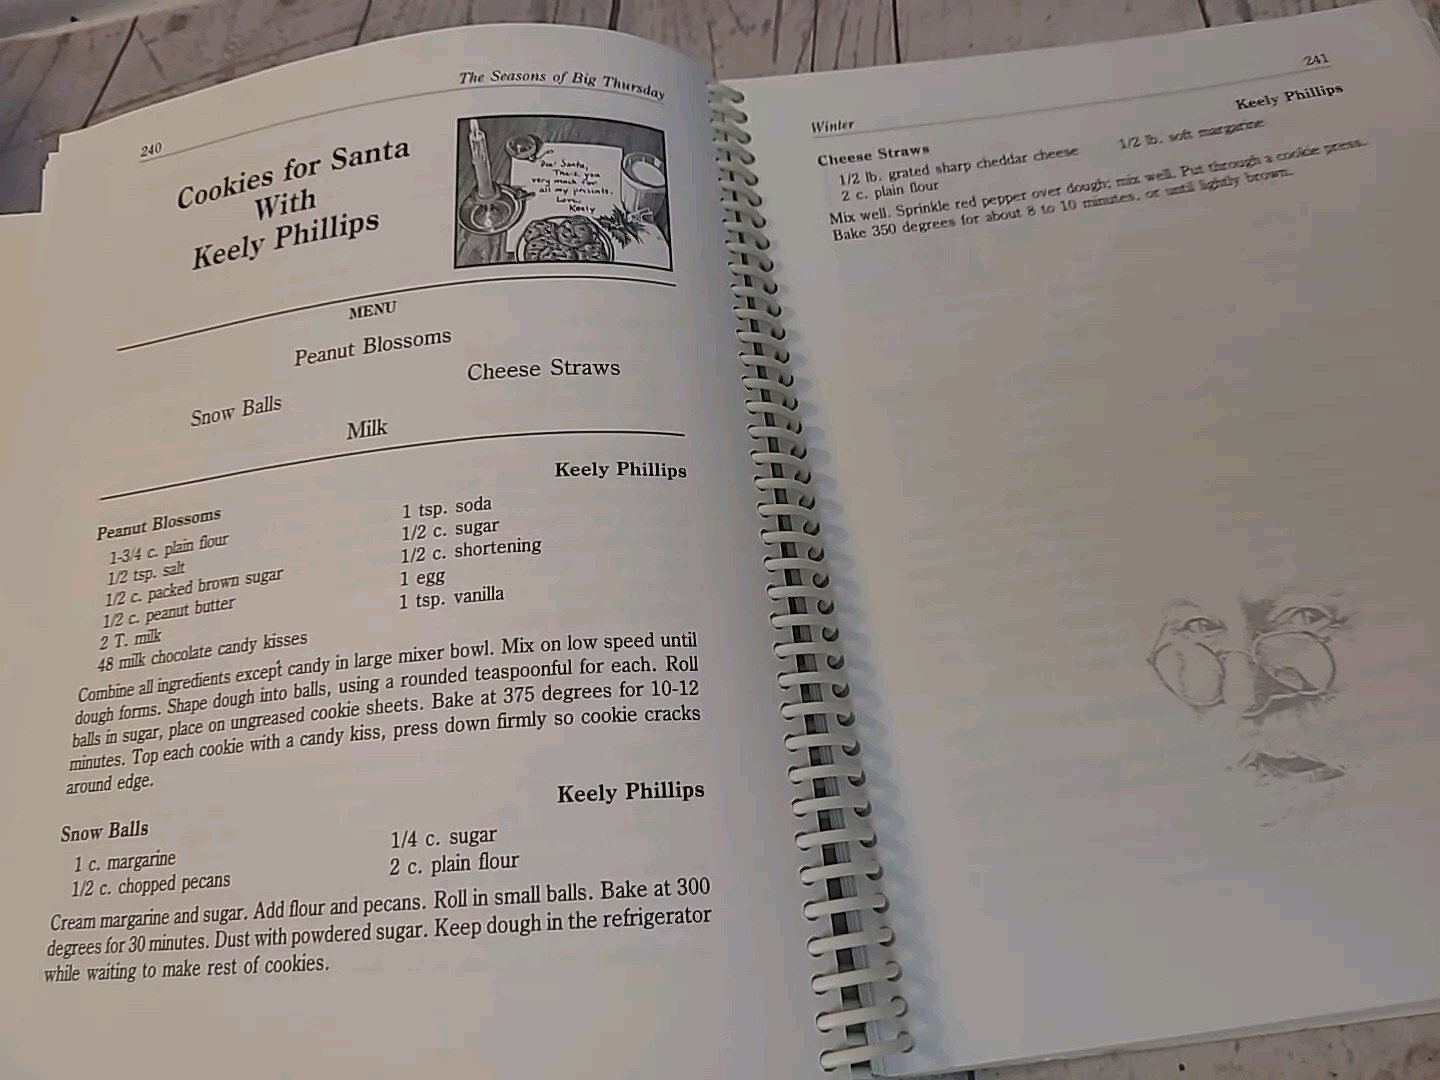 240
The Seasons of Big Thursday
Cookies for Santa
With
Keely Phillips
Dear Santa,
Thank you
very much for
all my presents.
Love,
Keely
MENU
Peanut Blossoms
Cheese Straws
Snow Balls
Milk
Keely Phillips
Peanut Blossoms
1-3/4 c. plain flour
1/2 tsp. salt
1/2 c. packed brown sugar
1/2 c. peanut butter
2 T. milk
48 milk chocolate candy kisses
1 tsp. soda
1/2 c. sugar
1/2 c. shortening
1 egg
1 tsp. vanilla
Combine all ingredients except candy in large mixer bowl. Mix on low speed until
dough forms. Shape dough into balls, using a rounded teaspoonful for each. Roll
balls in sugar, place on ungreased cookie sheets. Bake at 375 degrees for 10-12
minutes. Top each cookie with a candy kiss, press down firmly so cookie cracks
around edge.
Keely Phillips
Snow Balls
1 c. margarine
1/2 c. chopped pecans
1/4 c. sugar
2 c. plain flour
Cream margarine and sugar. Add flour and pecans. Roll in small balls. Bake at 300
degrees for 30 minutes. Dust with powdered sugar. Keep dough in the refrigerator
while waiting to make rest of cookies.
Winter
241
Keely Phillips
Cheese Straws
1/2 lb. grated sharp cheddar cheese
2 c. plain flour
1/2 lb. soft margarine
Mix well. Sprinkle red pepper over dough; mix well. Put through a cookie press.
Bake 350 degrees for about 8 to 10 minutes, or until lightly brown.